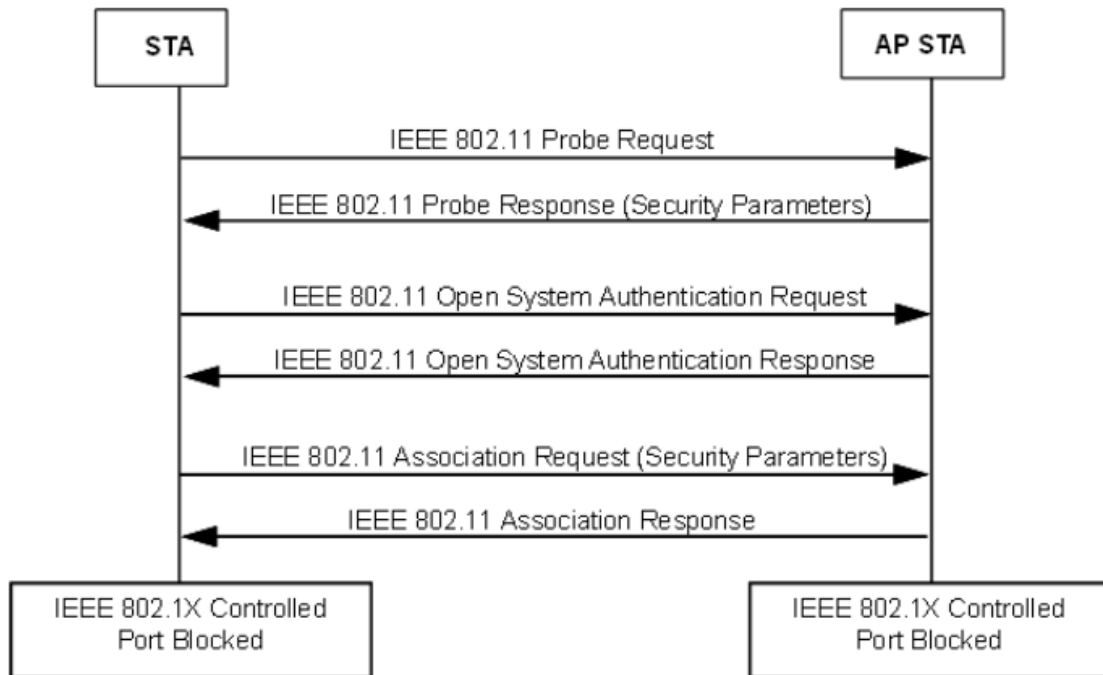 STA
AP STA
IEEE 802.11 Probe Request
IEEE 802.11 Probe Response (Security Parameters)
IEEE 802.11 Open System Authentication Request
IEEE 802.11 Open System Authentication Response
IEEE 802.11 Association Request (Security Parameters)
IEEE 802.11 Association Response
IEEE 802.1X Controlled
Port Blocked
IEEE 802.1X Controlled
Port Blocked